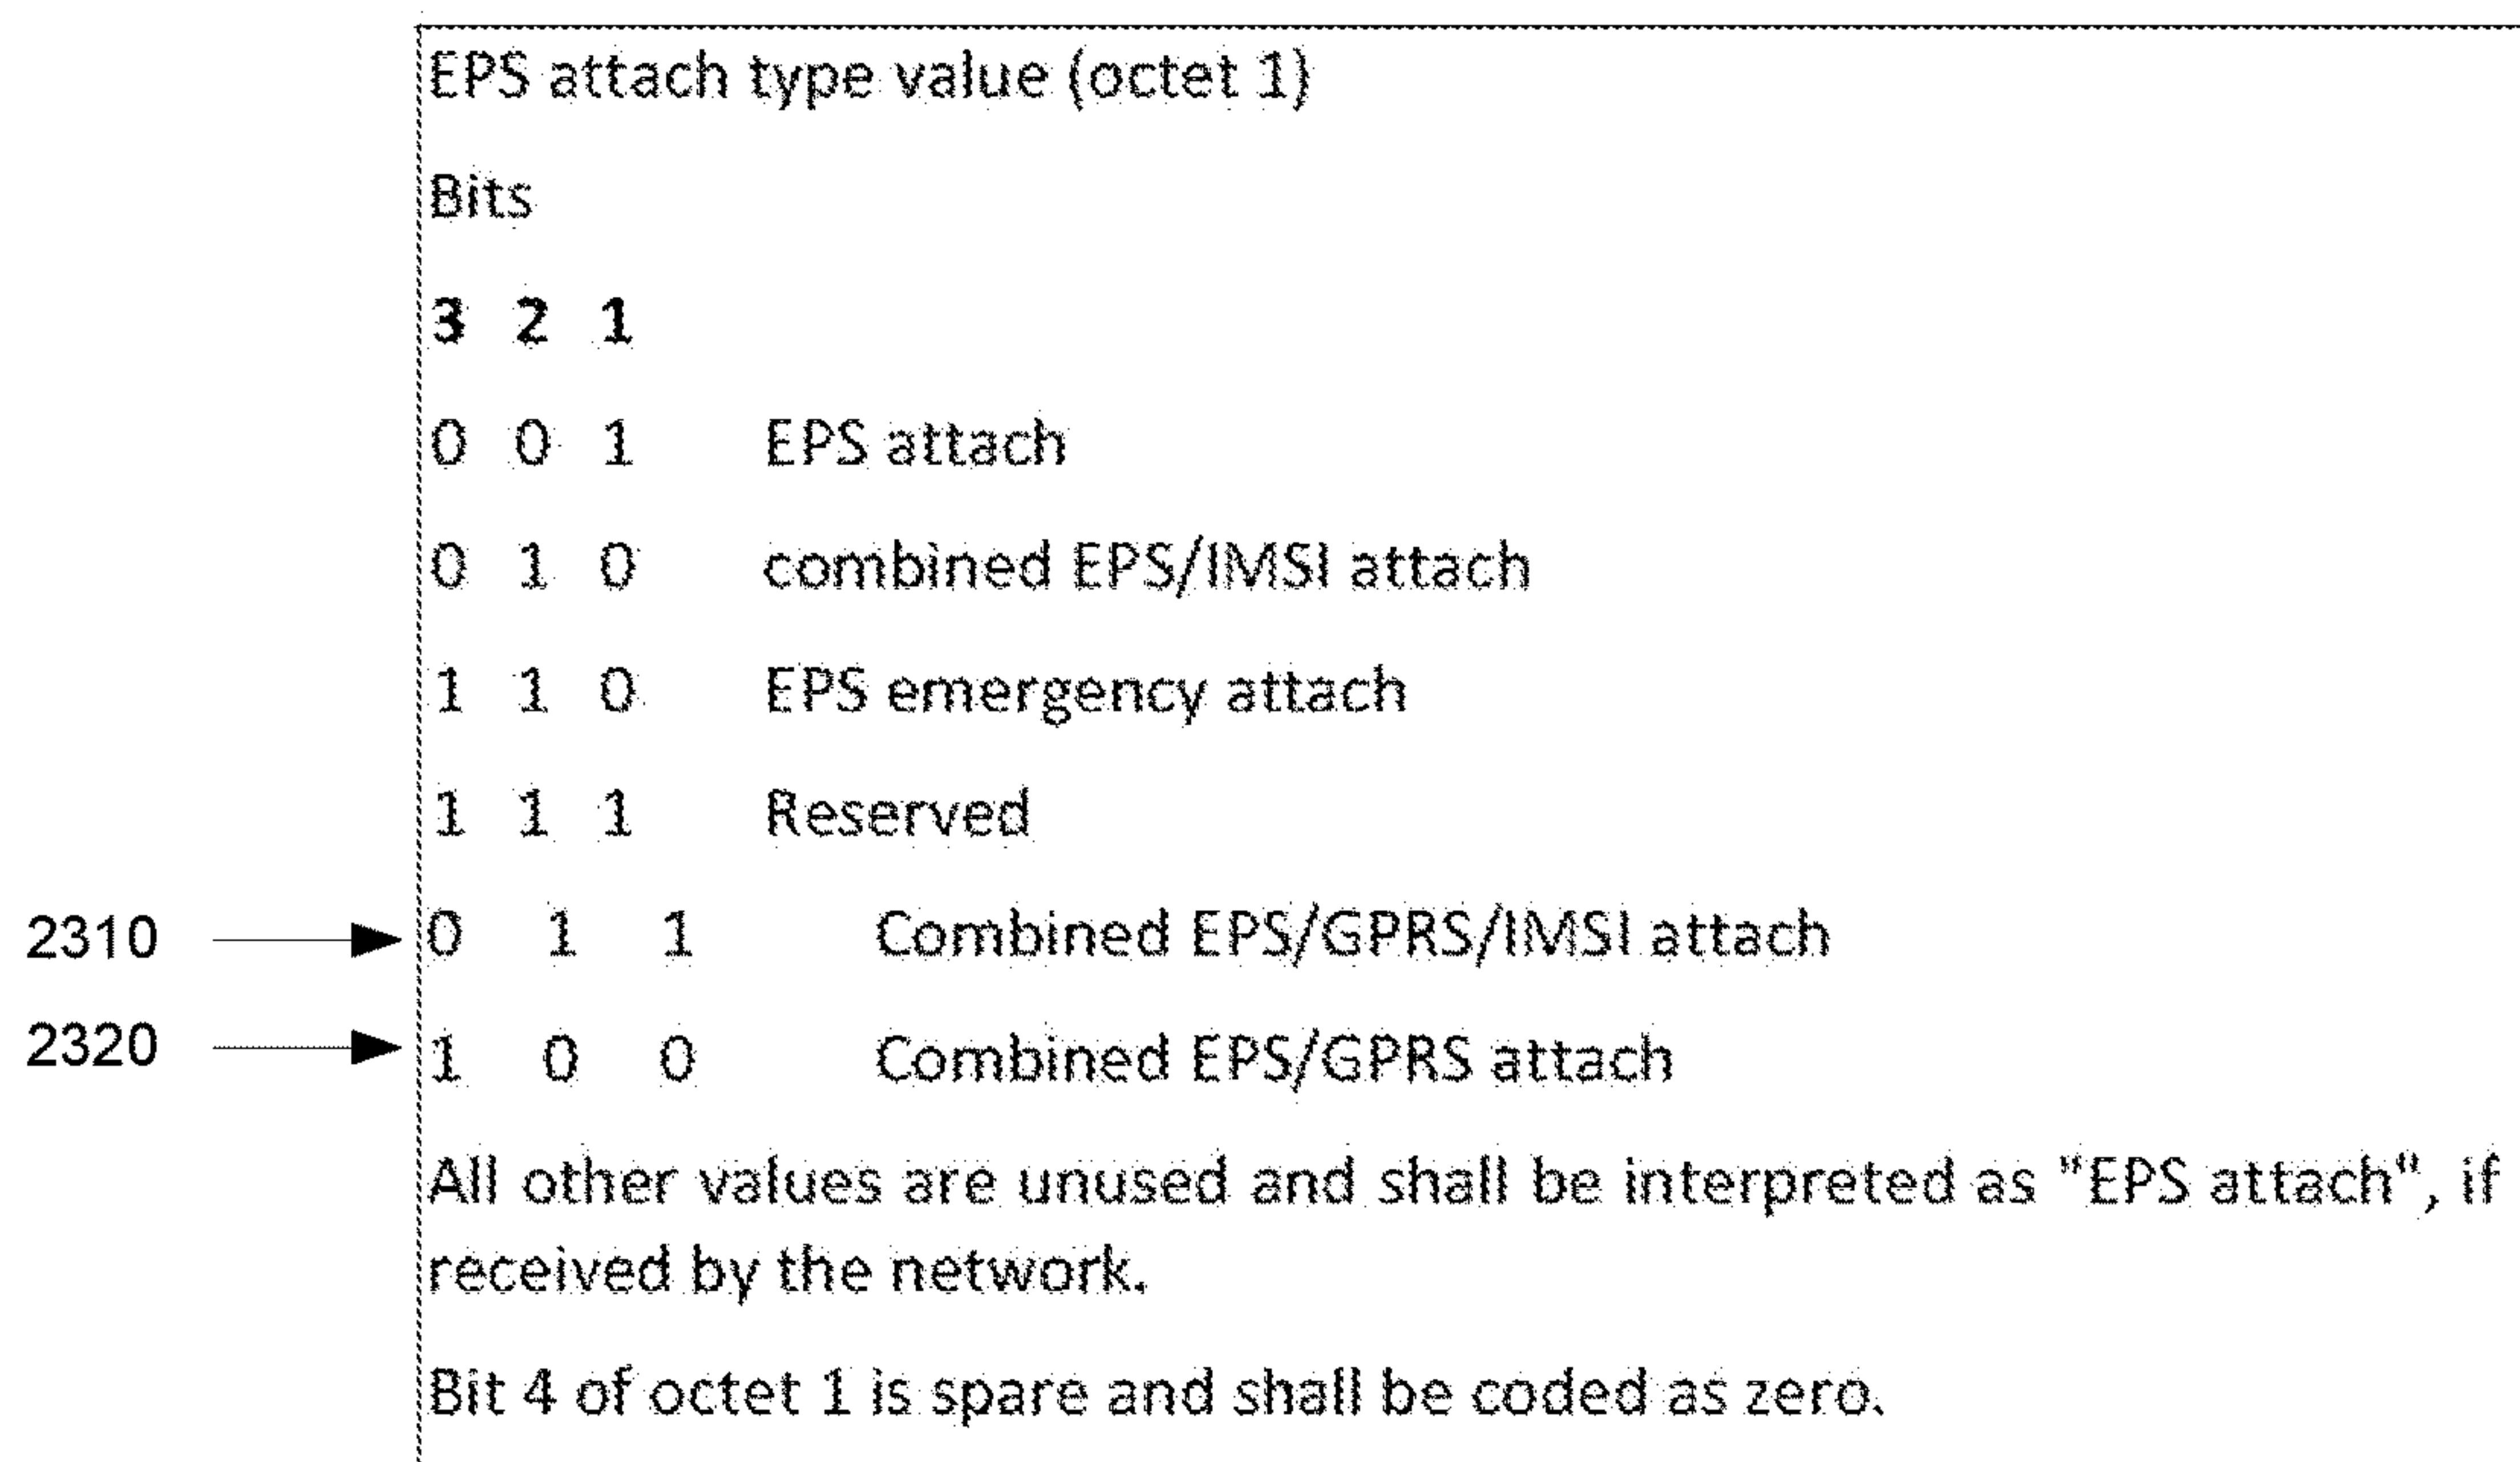 EPS attach type value (octet 1)
Bits
3 2 1
0 0 1 EPS attach
0 1 0 combined EPS/IMSI attach
1 1 0 EPS emergency attach
1 1 1 Reserved
2310 0 1 1 Combined EPS/GPRS/IMSI attach
2320 1 0 0 Combined EPS/GPRS attach
All other values are unused and shall be interpreted as "EPS attach", if
received by the network.
Bit 4 of octet 1 is spare and shall be coded as zero.